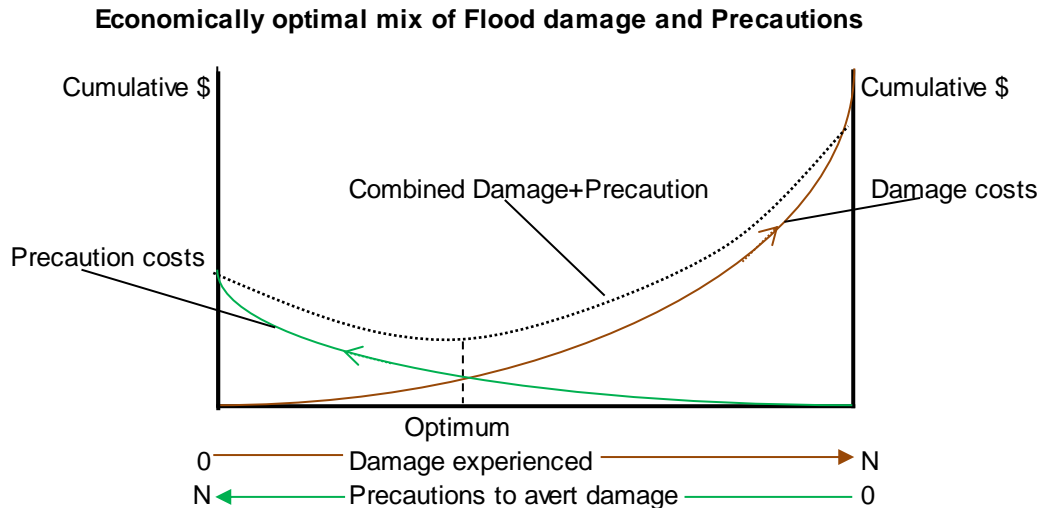 Economically optimal mix of Flood damage and Precautions
Cumulative $
Cumulative $
Combined Damage+Precaution
Damage costs
Precaution costs
Optimum
0 Damage experienced N
N Precautions to avert damage 0